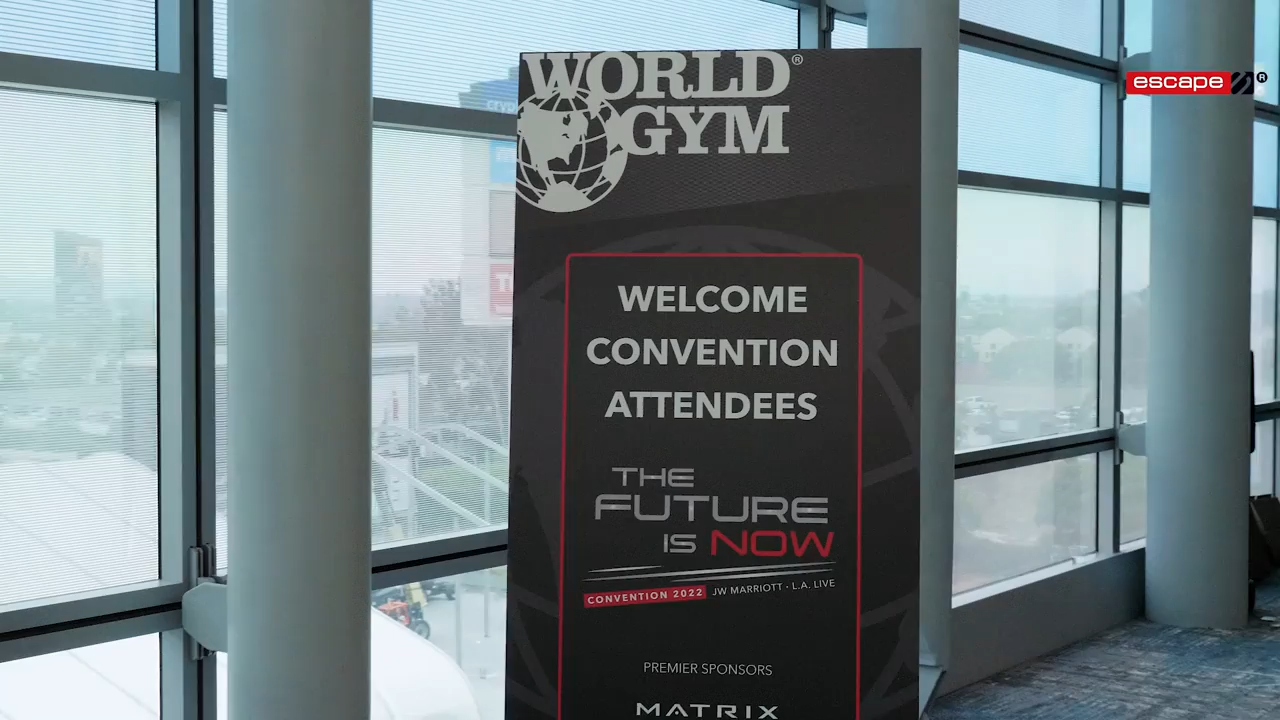 WORLD
GYM®
escape®
WELCOME
CONVENTION
ATTENDEES
THE
FUTURE
IS NOW
CONVENTION 2022 JW MARRIOTT · L.A. LIVE
PREMIER SPONSORS
MATRIX